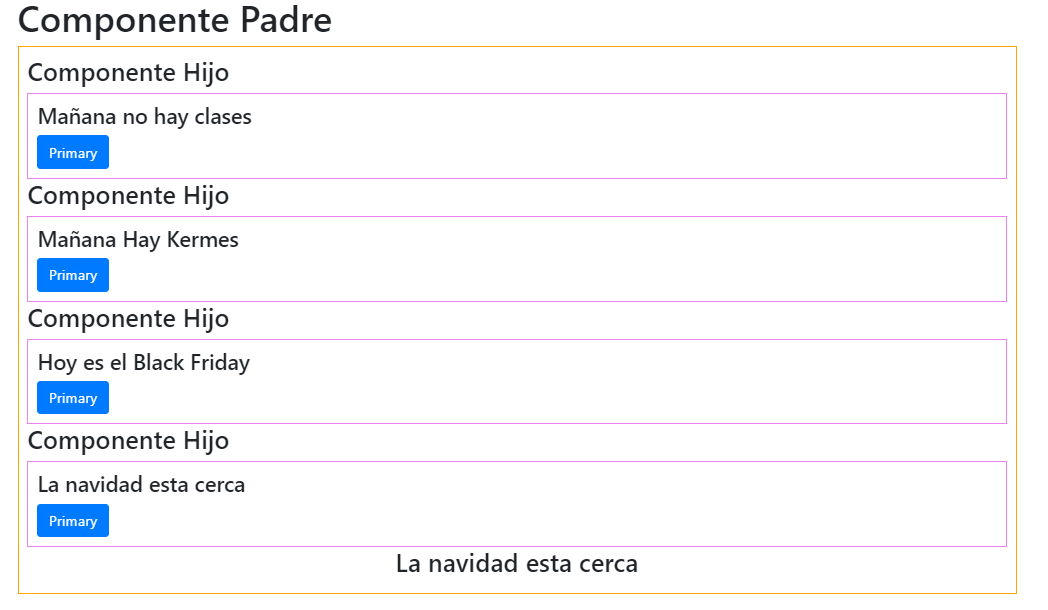 Componente Padre
Componente Hijo
Mañana no hay clases
Primary
Componente Hijo
Mañana Hay Kermes
Primary
Componente Hijo
Hoy es el Black Friday
Primary
Componente Hijo
La navidad esta cerca
Primary
La navidad esta cerca